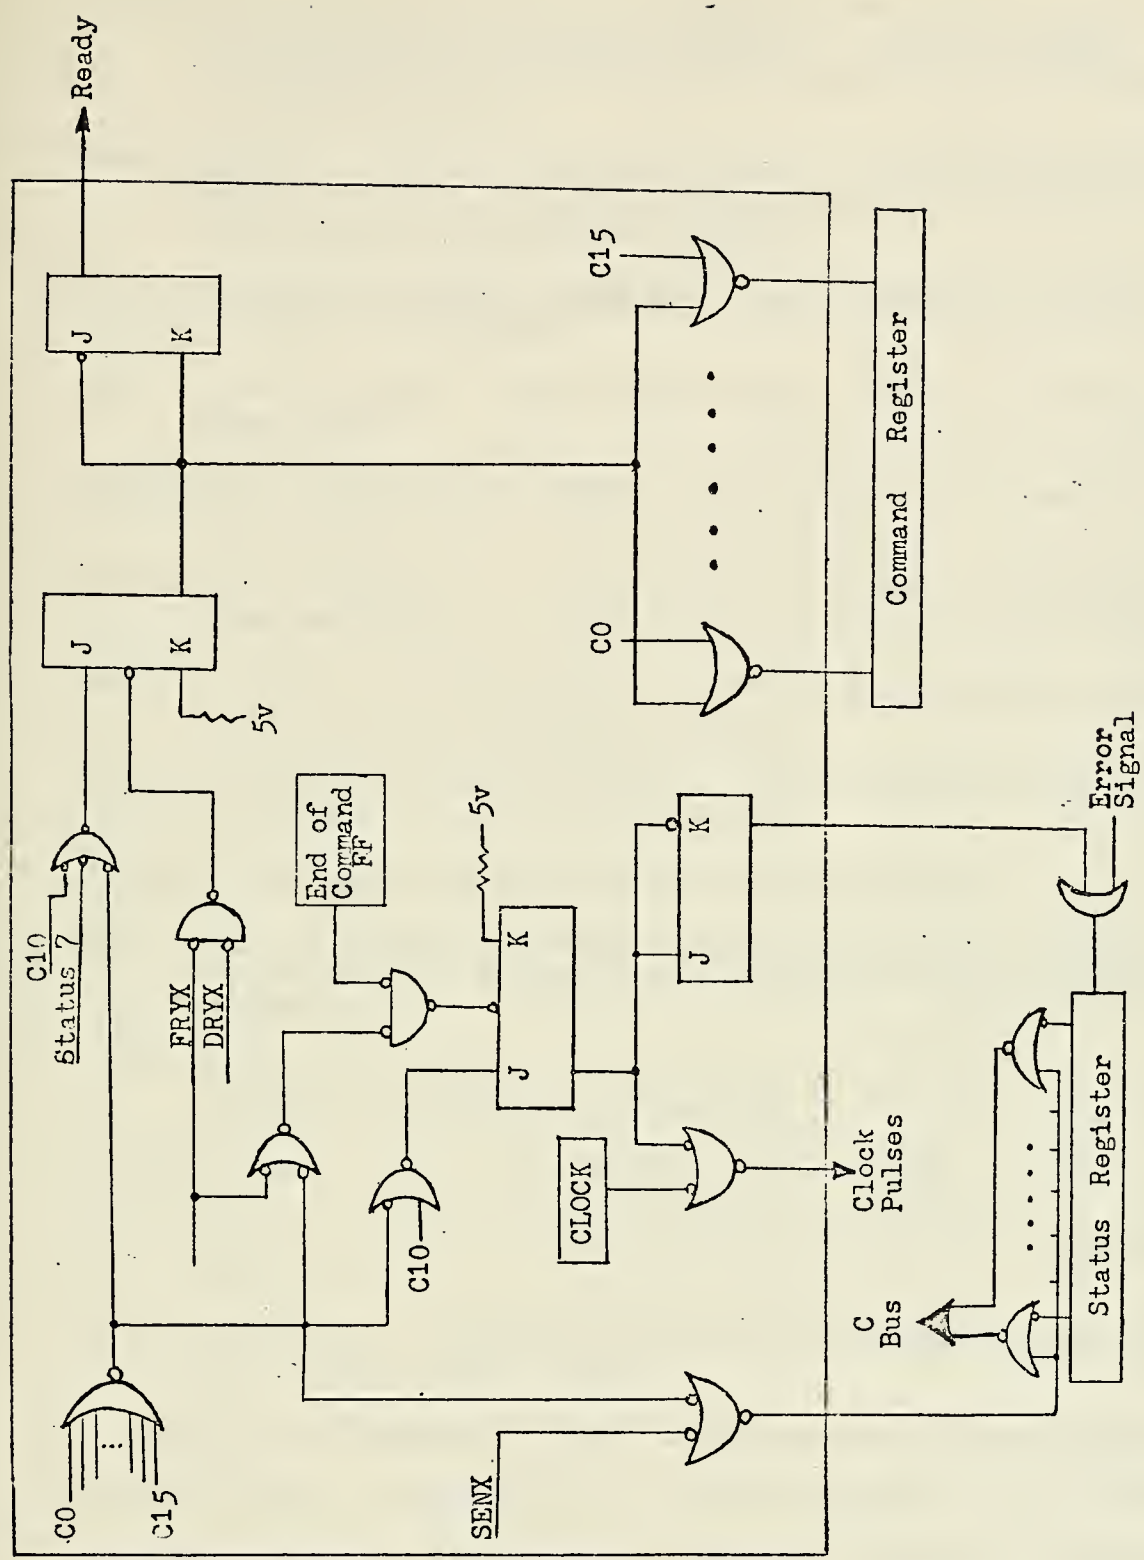 Ready
J
K
J
K
5v
C10
Status 7
FRYX
DRYX
End of
Command
FF
5v
J
K
C0
C15
C10
CLOCK
J
K
C0
C15
SENX
Clock
Pulses
C
Bus
Command Register
Status Register
Error
Signal